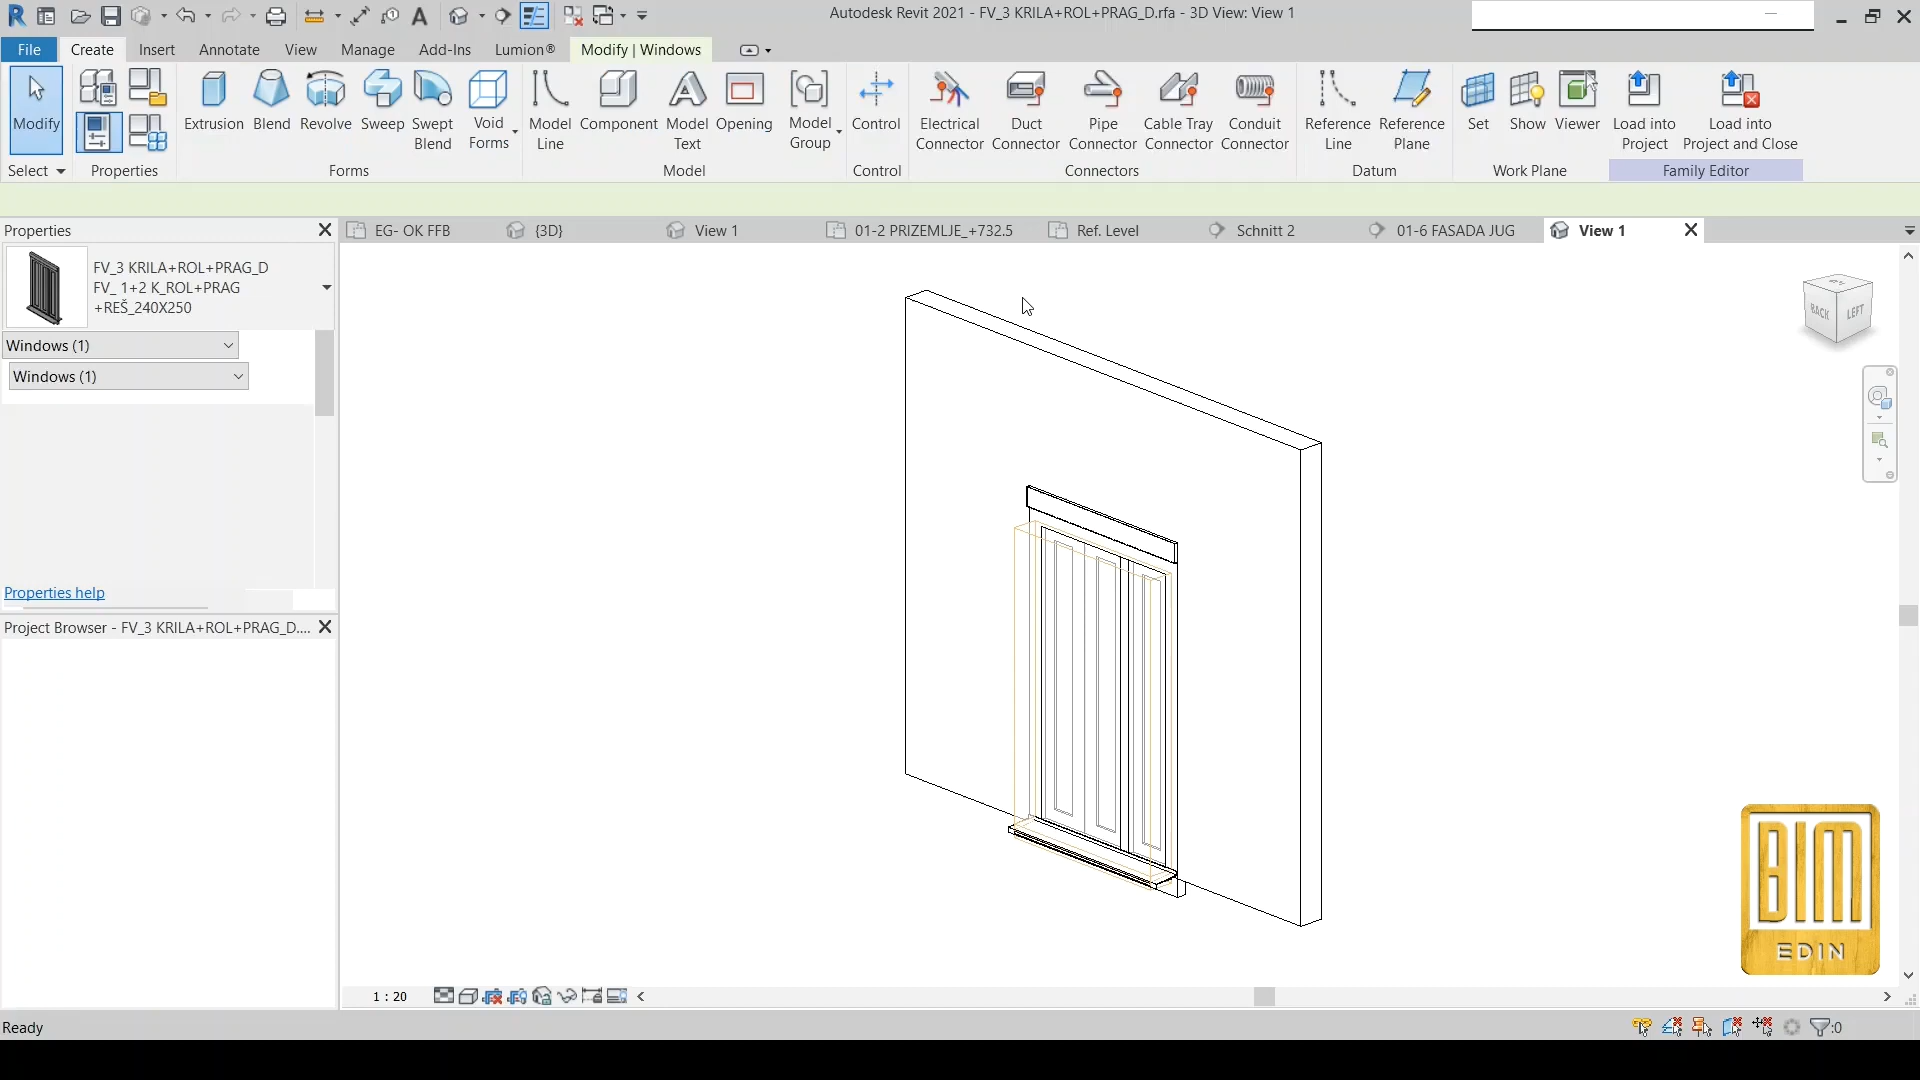 Autodesk Revit 2021 - FV_3 KRILA+ROL+PRAG_D.rfa - 3D View: View 1
File Create Insert Annotate View Manage Add-Ins Lumion® Modify | Windows
Modify
Extrusion Blend Revolve Sweep Swept Blend Void Forms
Model Line Component Model Text Opening Model Group
Control
Electrical Connector Duct Connector Pipe Connector Cable Tray Connector Conduit Connector
Reference Line Reference Plane
Set Show Viewer
Load into Project Load into Project and Close
Select Properties Forms Model Control Connectors Datum Work Plane Family Editor
Properties
EG- OK FFB {3D} View 1 01-2 PRIZEMLJE_+732.5 Ref. Level Schnitt 2 01-6 FASADA JUG View 1
FV_3 KRILA+ROL+PRAG_D
FV_ 1+2 K_ROL+PRAG
+REŠ_240X250
Windows (1)
Windows (1)
Properties help
Project Browser - FV_3 KRILA+ROL+PRAG_D....
BACK LEFT
BIM
EDIN
1 : 20
Ready
:0